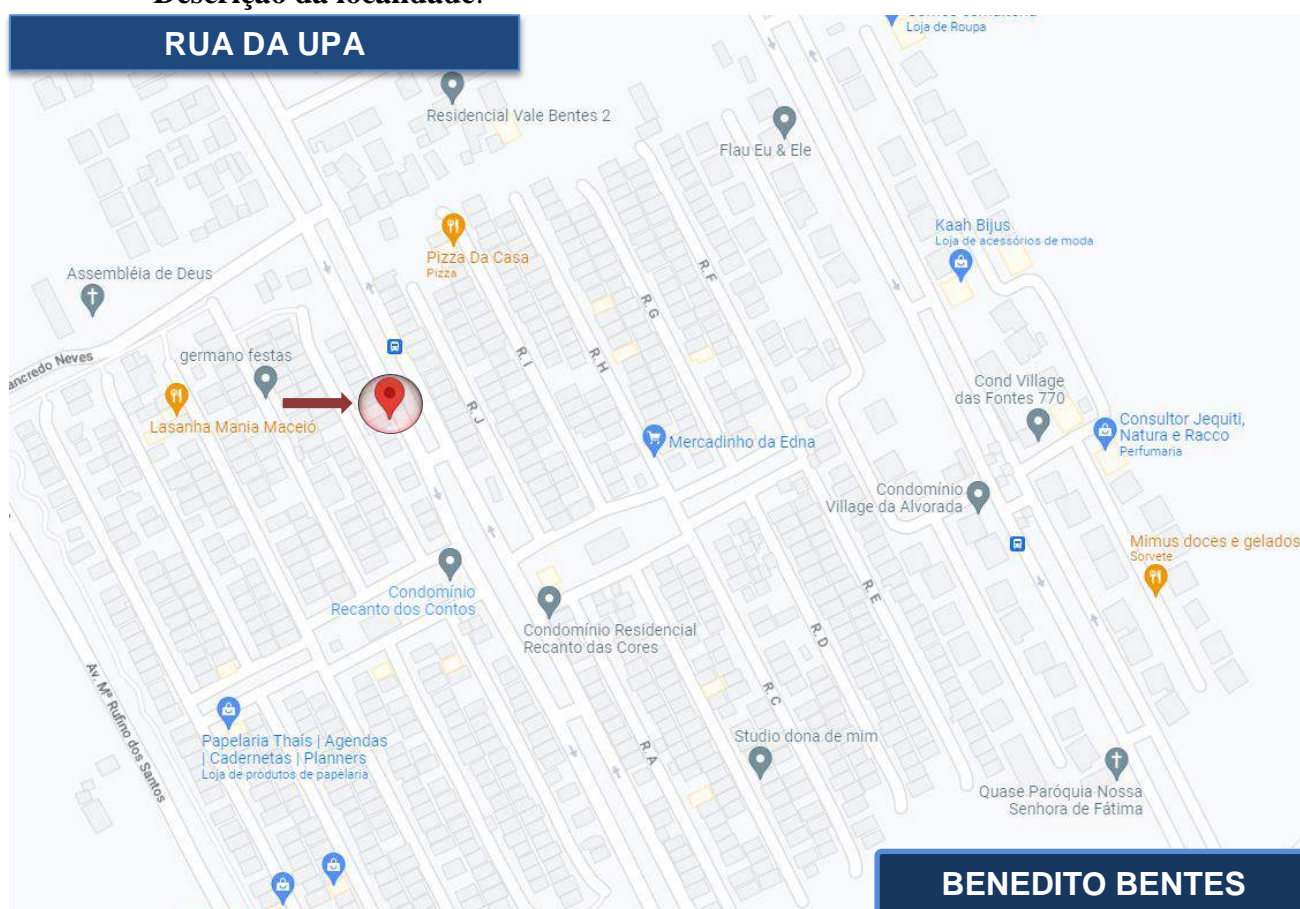 Descrição da localidade:
RUA DA UPA
Loja de Roupa
Residencial Vale Bentes 2
Flau Eu & Ele
Kaah Bijus
Loja de acessórios de moda
Pizza Da Casa
Pizza
Assembléia de Deus
R. F
R. G
ancredo Neves
germano festas
R. I
R. H
Cond Village
das Fontes 770
Lasanha Mania Maceió
R. J
Consultor Jequiti,
Natura e Racco
Perfumaria
Mercadinho da Edna
Condomínio
Village da Alvorada
Mimus doces e gelados
Sorvete
Condomínio
Recanto dos Contos
R. E
Condomínio Residencial
Recanto das Cores
R. D
Av. Mª Rufino dos Santos
R. C
Papelaria Thais | Agendas
| Cadernetas | Planners
Loja de produtos de papelaria
R. A
Studio dona de mim
Quase Paróquia Nossa
Senhora de Fátima
BENEDITO BENTES